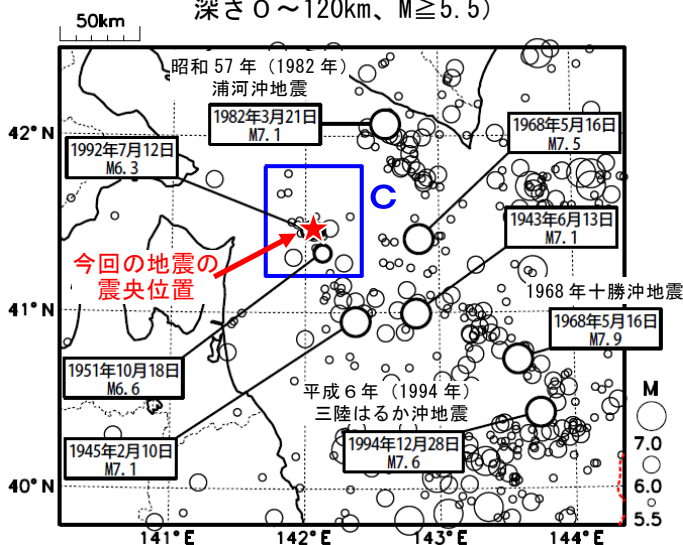 深さ0～120km、M≧5.5)
50km
昭和57年（1982年）
浦河沖地震
1982年3月21日
M7.1
1968年5月16日
M7.5
1992年7月12日
M6.3
C
1943年6月13日
M7.1
今回の地震の
震央位置
1968年十勝沖地震
1968年5月16日
M7.9
1951年10月18日
M6.6
平成6年（1994年）
三陸はるか沖地震
1994年12月28日
M7.6
1945年2月10日
M7.1
M
7.0
6.0
5.5
42°N
41°N
40°N
141°E
142°E
143°E
144°E